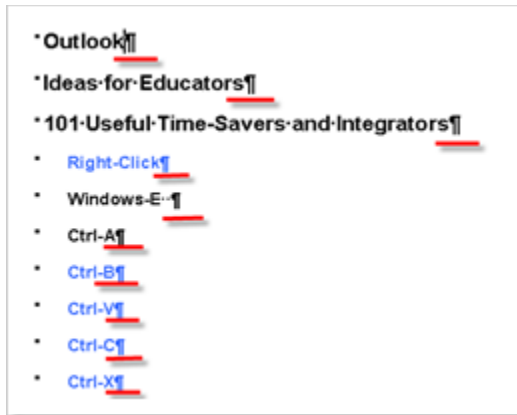 ▪Outlook¶
▪Ideas·for·Educators¶
▪101·Useful·Time-Savers·and·Integrators¶
▪ Right-Click¶
▪ Windows-E··¶
▪ Ctrl-A¶
▪ Ctrl-B¶
▪ Ctrl-V¶
▪ Ctrl-C¶
▪ Ctrl-X¶